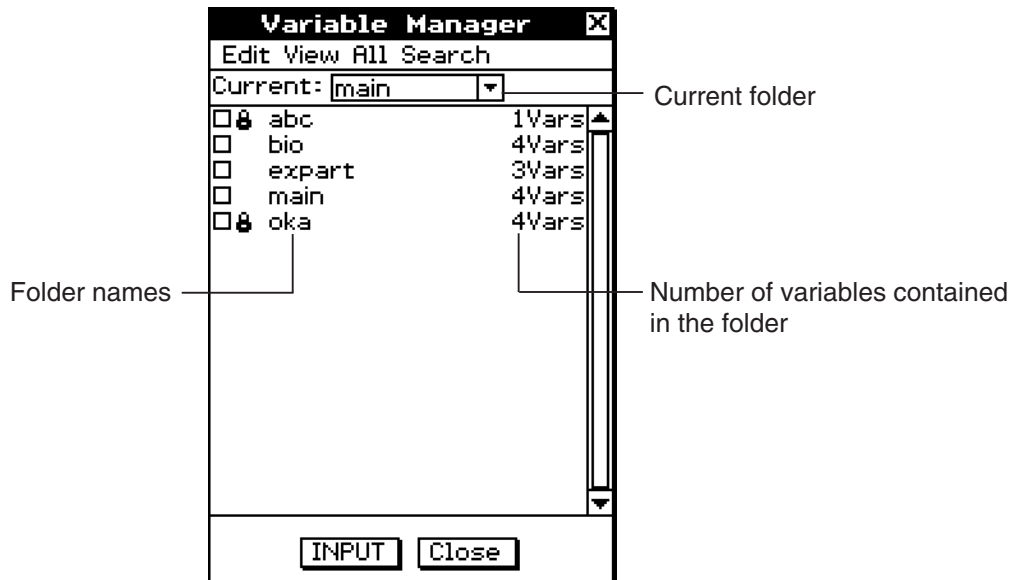 Variable Manager X
Edit View All Search
Current: main
Current folder
abc 1Vars
bio 4Vars
expart 3Vars
main 4Vars
oka 4Vars
Folder names
Number of variables contained
in the folder
INPUT Close